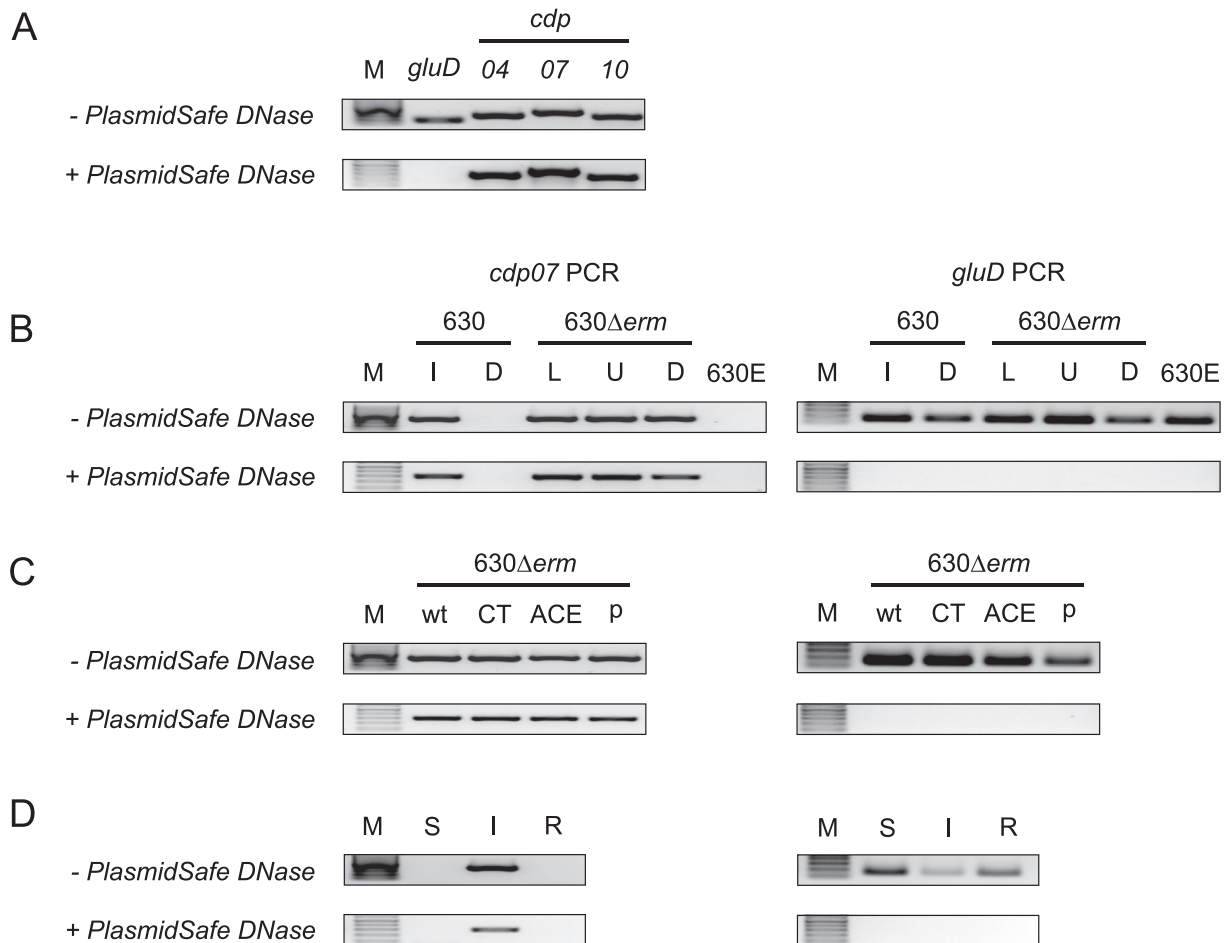 A
cdp
M gluD 04 07 10
- PlasmidSafe DNase
+ PlasmidSafe DNase
cdp07 PCR gluD PCR
B
630 630Δerm 630 630Δerm
M I D L U D 630E M I D L U D 630E
- PlasmidSafe DNase
+ PlasmidSafe DNase
C
630Δerm 630Δerm
M wt CT ACE p M wt CT ACE p
- PlasmidSafe DNase
+ PlasmidSafe DNase
D
M S I R M S I R
- PlasmidSafe DNase
+ PlasmidSafe DNase